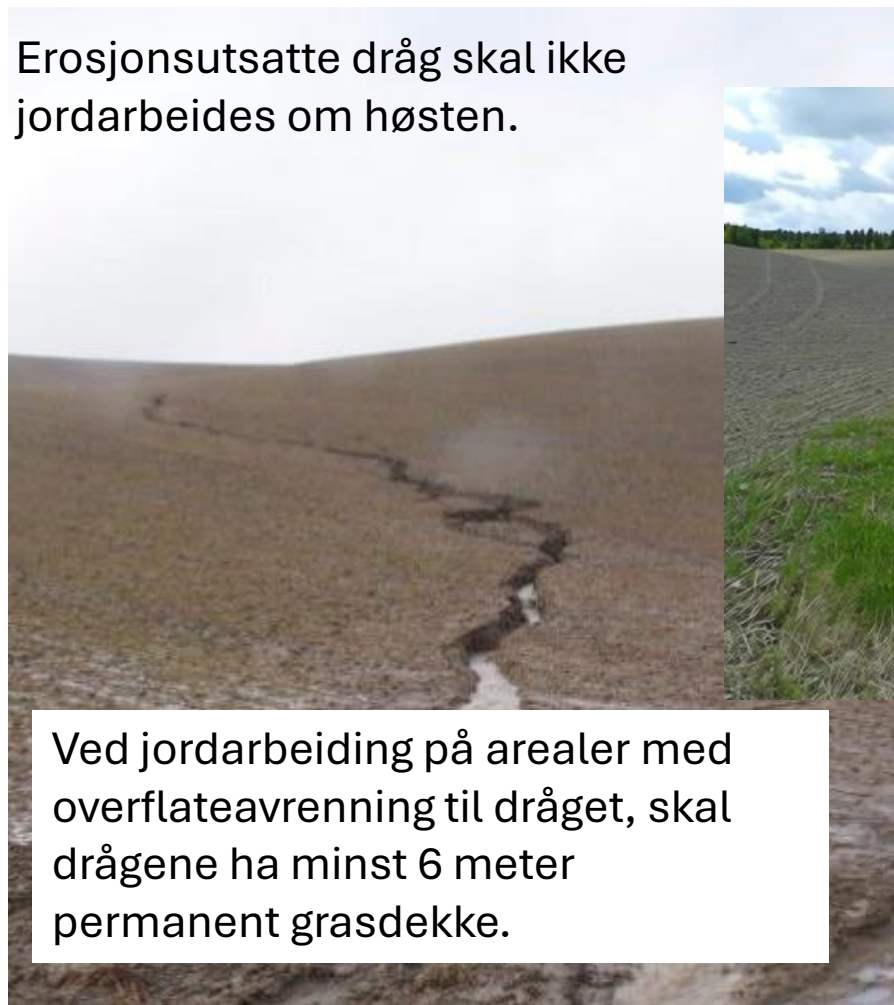 Erosjonsutsatte dråg skal ikke
jordarbeides om høsten.
Ved jordarbeiding på arealer med
overflateavrenning til dråget, skal
drågene ha minst 6 meter
permanent grasdekke.